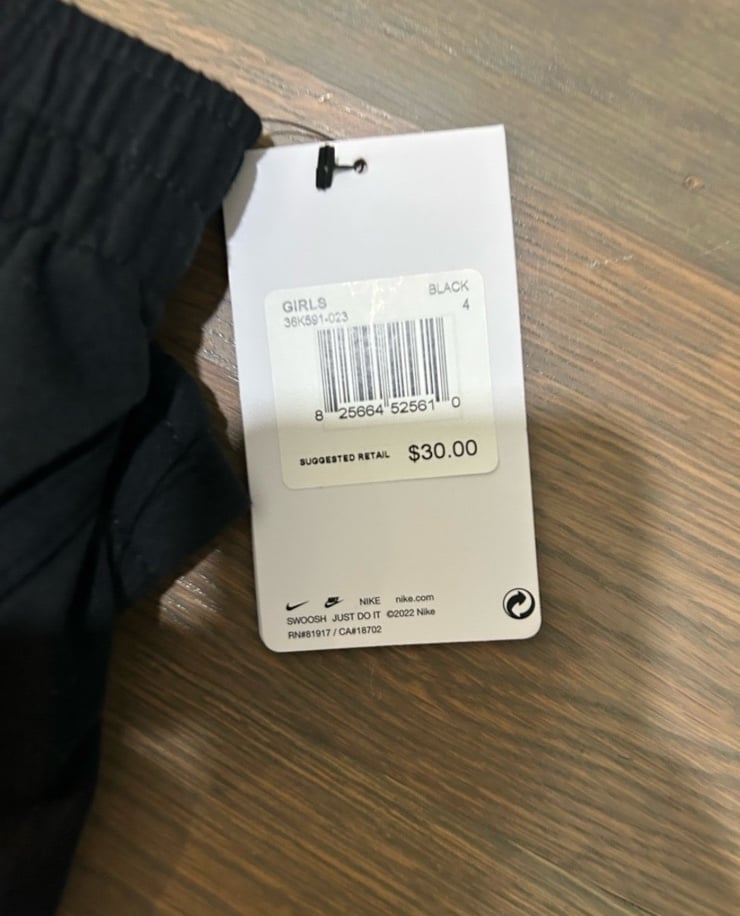 GIRLS BLACK
36K591-023 4
8 25664 52561 0
SUGGESTED RETAIL $30.00
NIKE nike.com
SWOOSH JUST DO IT ©2022 Nike
RN#81917 / CA#18702